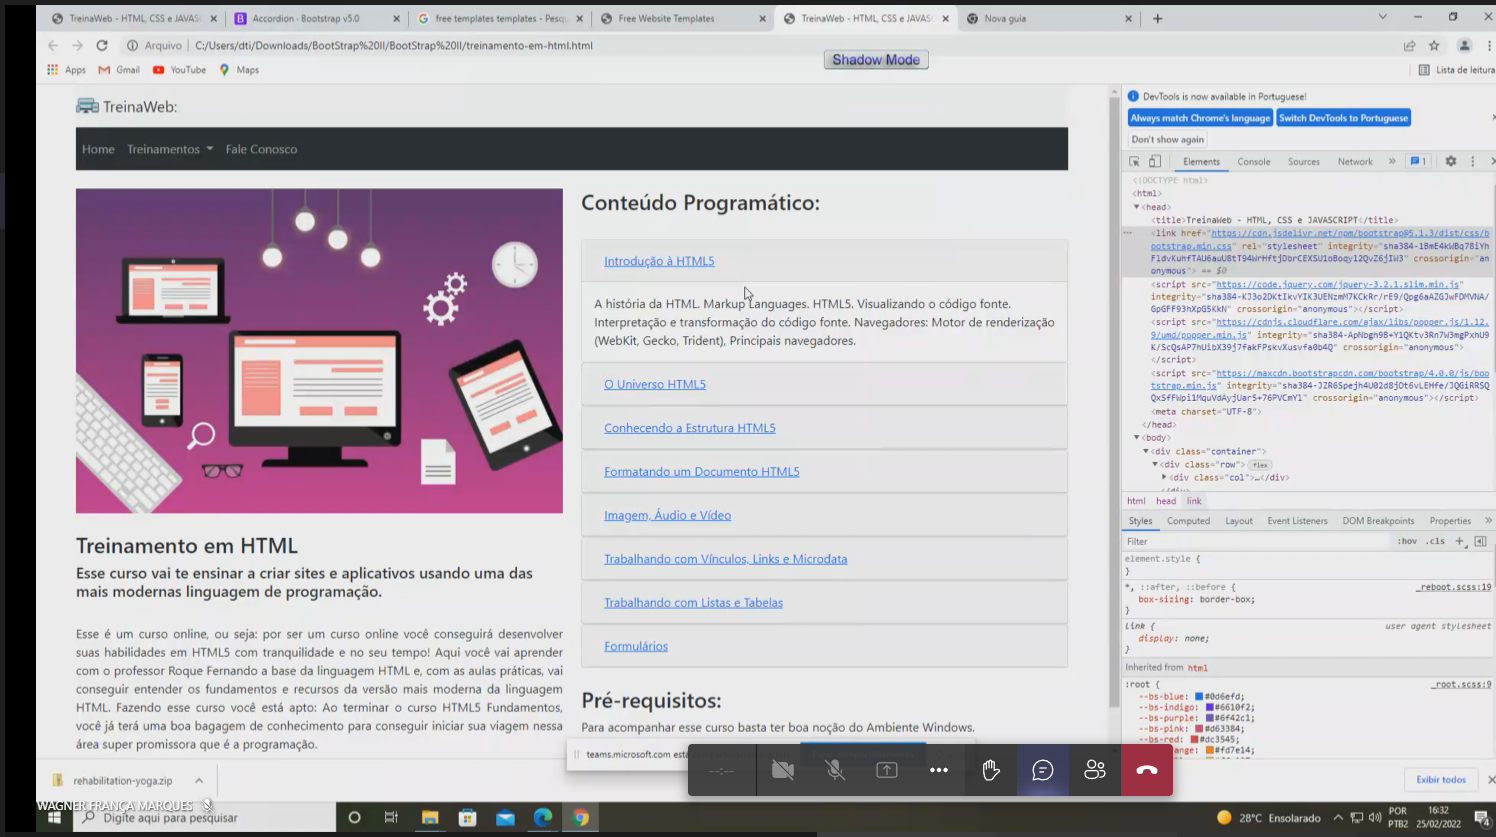 TreinaWeb - HTML, CSS e JAVAS
Accordion - Bootstrap v5.0
free templates templates - Pesq
Free Website Templates
TreinaWeb - HTML, CSS e JAVAS
Nova guia
Arquivo | C:/Users/dti/Downloads/BootStrap%20II/BootStrap%20II/treinamento-em-html.html
Shadow Mode
Apps Gmail YouTube Maps
Lista de leitura
TreinaWeb:
Home Treinamentos Fale Conosco
Treinamento em HTML
Esse curso vai te ensinar a criar sites e aplicativos usando uma das
mais modernas linguagem de programação.
Esse é um curso online, ou seja: por ser um curso online você conseguirá desenvolver
suas habilidades em HTML5 com tranquilidade e no seu tempo! Aqui você vai aprender
com o professor Roque Fernando a base da linguagem HTML e, com as aulas práticas, vai
conseguir entender os fundamentos e recursos da versão mais moderna da linguagem
HTML. Fazendo esse curso você está apto: Ao terminar o curso HTML5 Fundamentos,
você já terá uma boa bagagem de conhecimento para conseguir iniciar sua viagem nessa
área super promissora que é a programação.
Conteúdo Programático:
Introdução à HTML5
A história da HTML. Markup Languages. HTML5. Visualizando o código fonte.
Interpretação e transformação do código fonte. Navegadores: Motor de renderização
(WebKit, Gecko, Trident), Principais navegadores.
O Universo HTML5
Conhecendo a Estrutura HTML5
Formatando um Documento HTML5
Imagem, Áudio e Vídeo
Trabalhando com Vínculos, Links e Microdata
Trabalhando com Listas e Tabelas
Formulários
Pré-requisitos:
Para acompanhar esse curso basta ter boa noção do Ambiente Windows.
teams.microsoft.com está
DevTools is now available in Portuguese!
Always match Chrome's language Switch DevTools to Portuguese
Don't show again
Elements Console Sources Network » 1
<!DOCTYPE html>
<html>
<head>
<title>TreinaWeb - HTML, CSS e JAVASCRIPT</title>
<link href="https://cdn.jsdelivr.net/npm/bootstrap@5.1.3/dist/css/b
ootstrap.min.css" rel="stylesheet" integrity="sha384-
crossorigin="an
onymous"> == $0
<script src="https://code.jquery.com/jquery-3.2.1.slim.min.js"
integrity="sha384-
crossorigin="anonymous"></script>
<script src="https://cdnjs.cloudflare.com/ajax/libs/popper.js/1.12.
9/umd/popper.min.js" integrity="sha384-
crossorigin="anonymous">
</script>
<script src="https://maxcdn.bootstrapcdn.com/bootstrap/4.0.0/js/boo
tstrap.min.js" integrity="sha384-
crossorigin="anonymous"></script>
<meta charset="UTF-8">
</head>
<body>
<div class="container">
<div class="row"> flex
<div class="col">…</div>
html head link
Styles Computed Layout Event Listeners DOM Breakpoints Properties »
Filter :hov .cls +
element.style {
}
*, ::after, ::before { _reboot.scss:19
box-sizing: border-box;
}
link { user agent stylesheet
display: none;
}
Inherited from html
:root { _root.scss:9
--bs-blue: #0d6efd;
--bs-indigo: #6610f2;
--bs-purple: #6f42c1;
--bs-pink: #d63384;
--bs-red: #dc3545;
ange: #fd7e14;
--:--
rehabilitation-yoga.zip
Exibir todos
WAGNER FRANÇA MARQUES
Digite aqui para pesquisar
28°C Ensolarado
POR
PTB2
16:32
25/02/2022
4